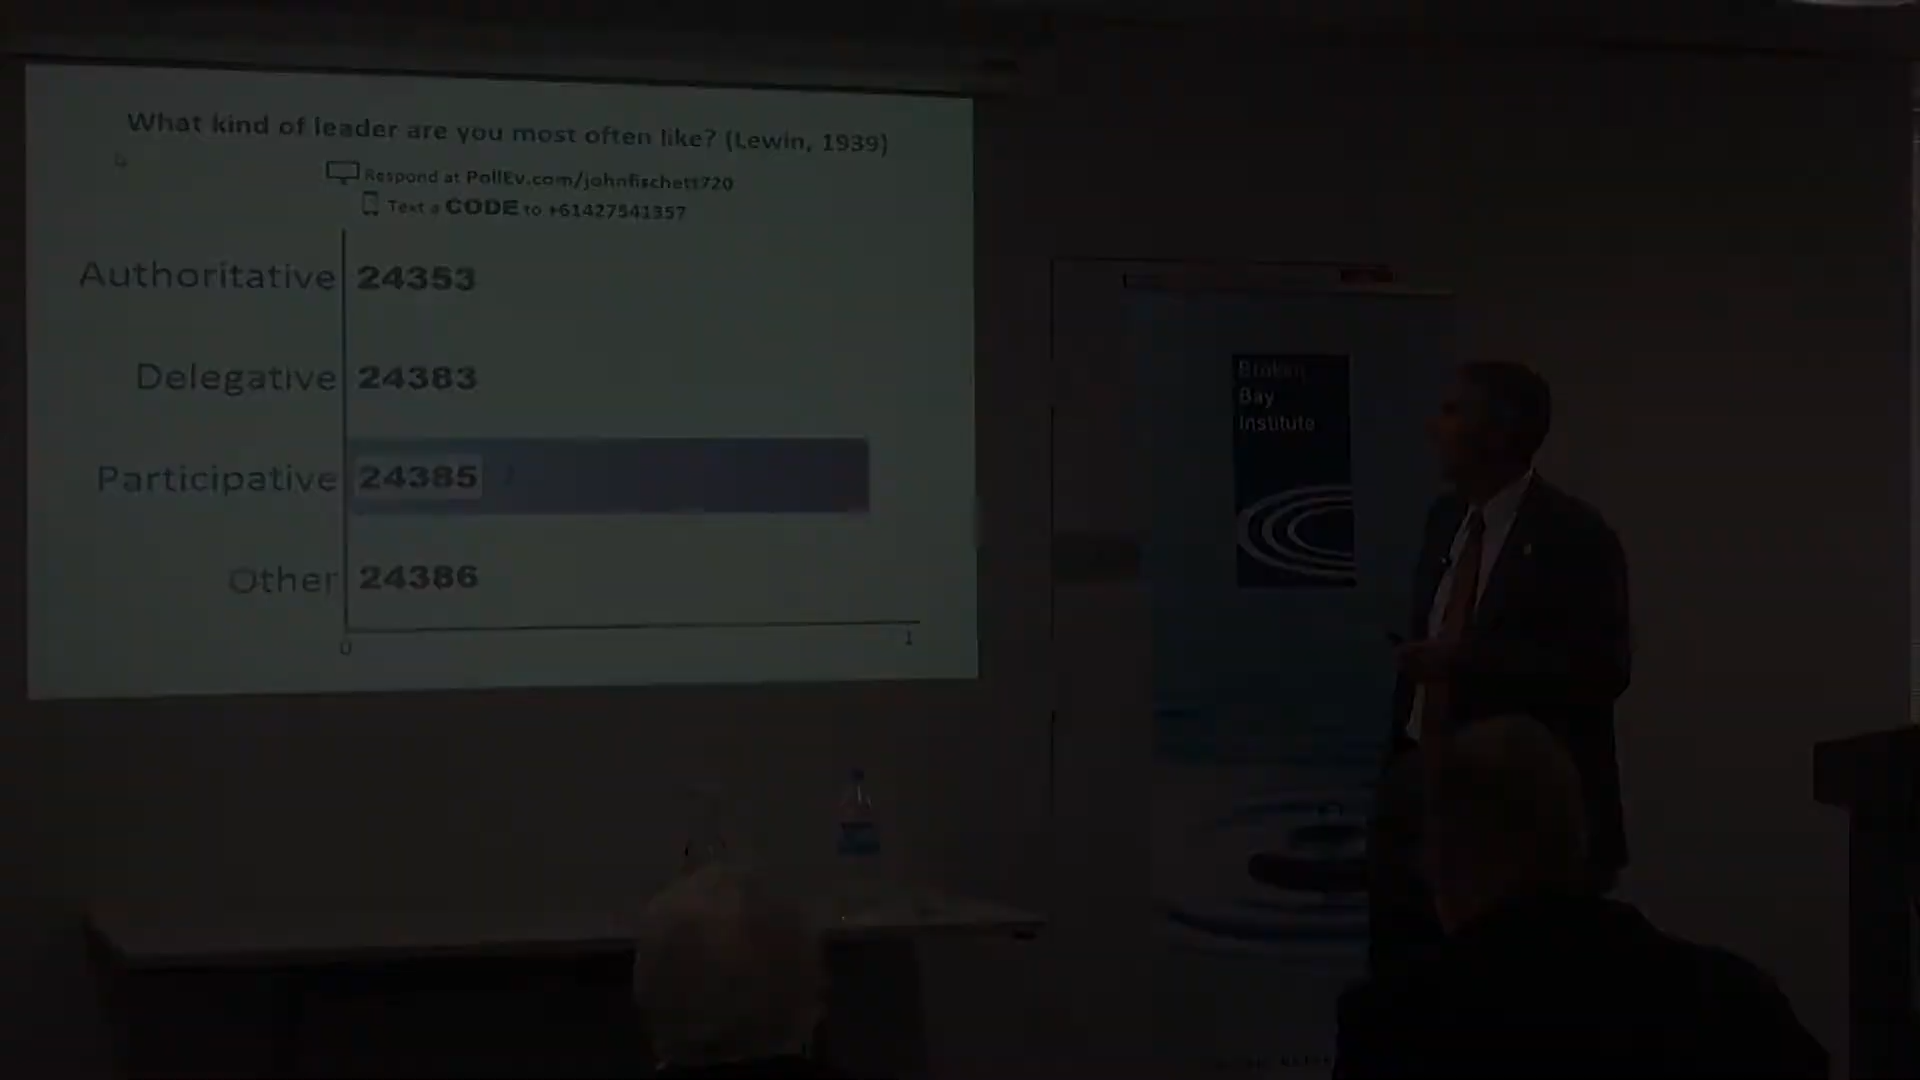 What kind of leader are you most often like? (Lewin, 1939)
Respond at PollEv.com/johnfischett720
Text a CODE to +61427541357
Authoritative 24353
Delegative 24383
Participative 24385
Other 24386
0 1
Broken
Bay
Institute